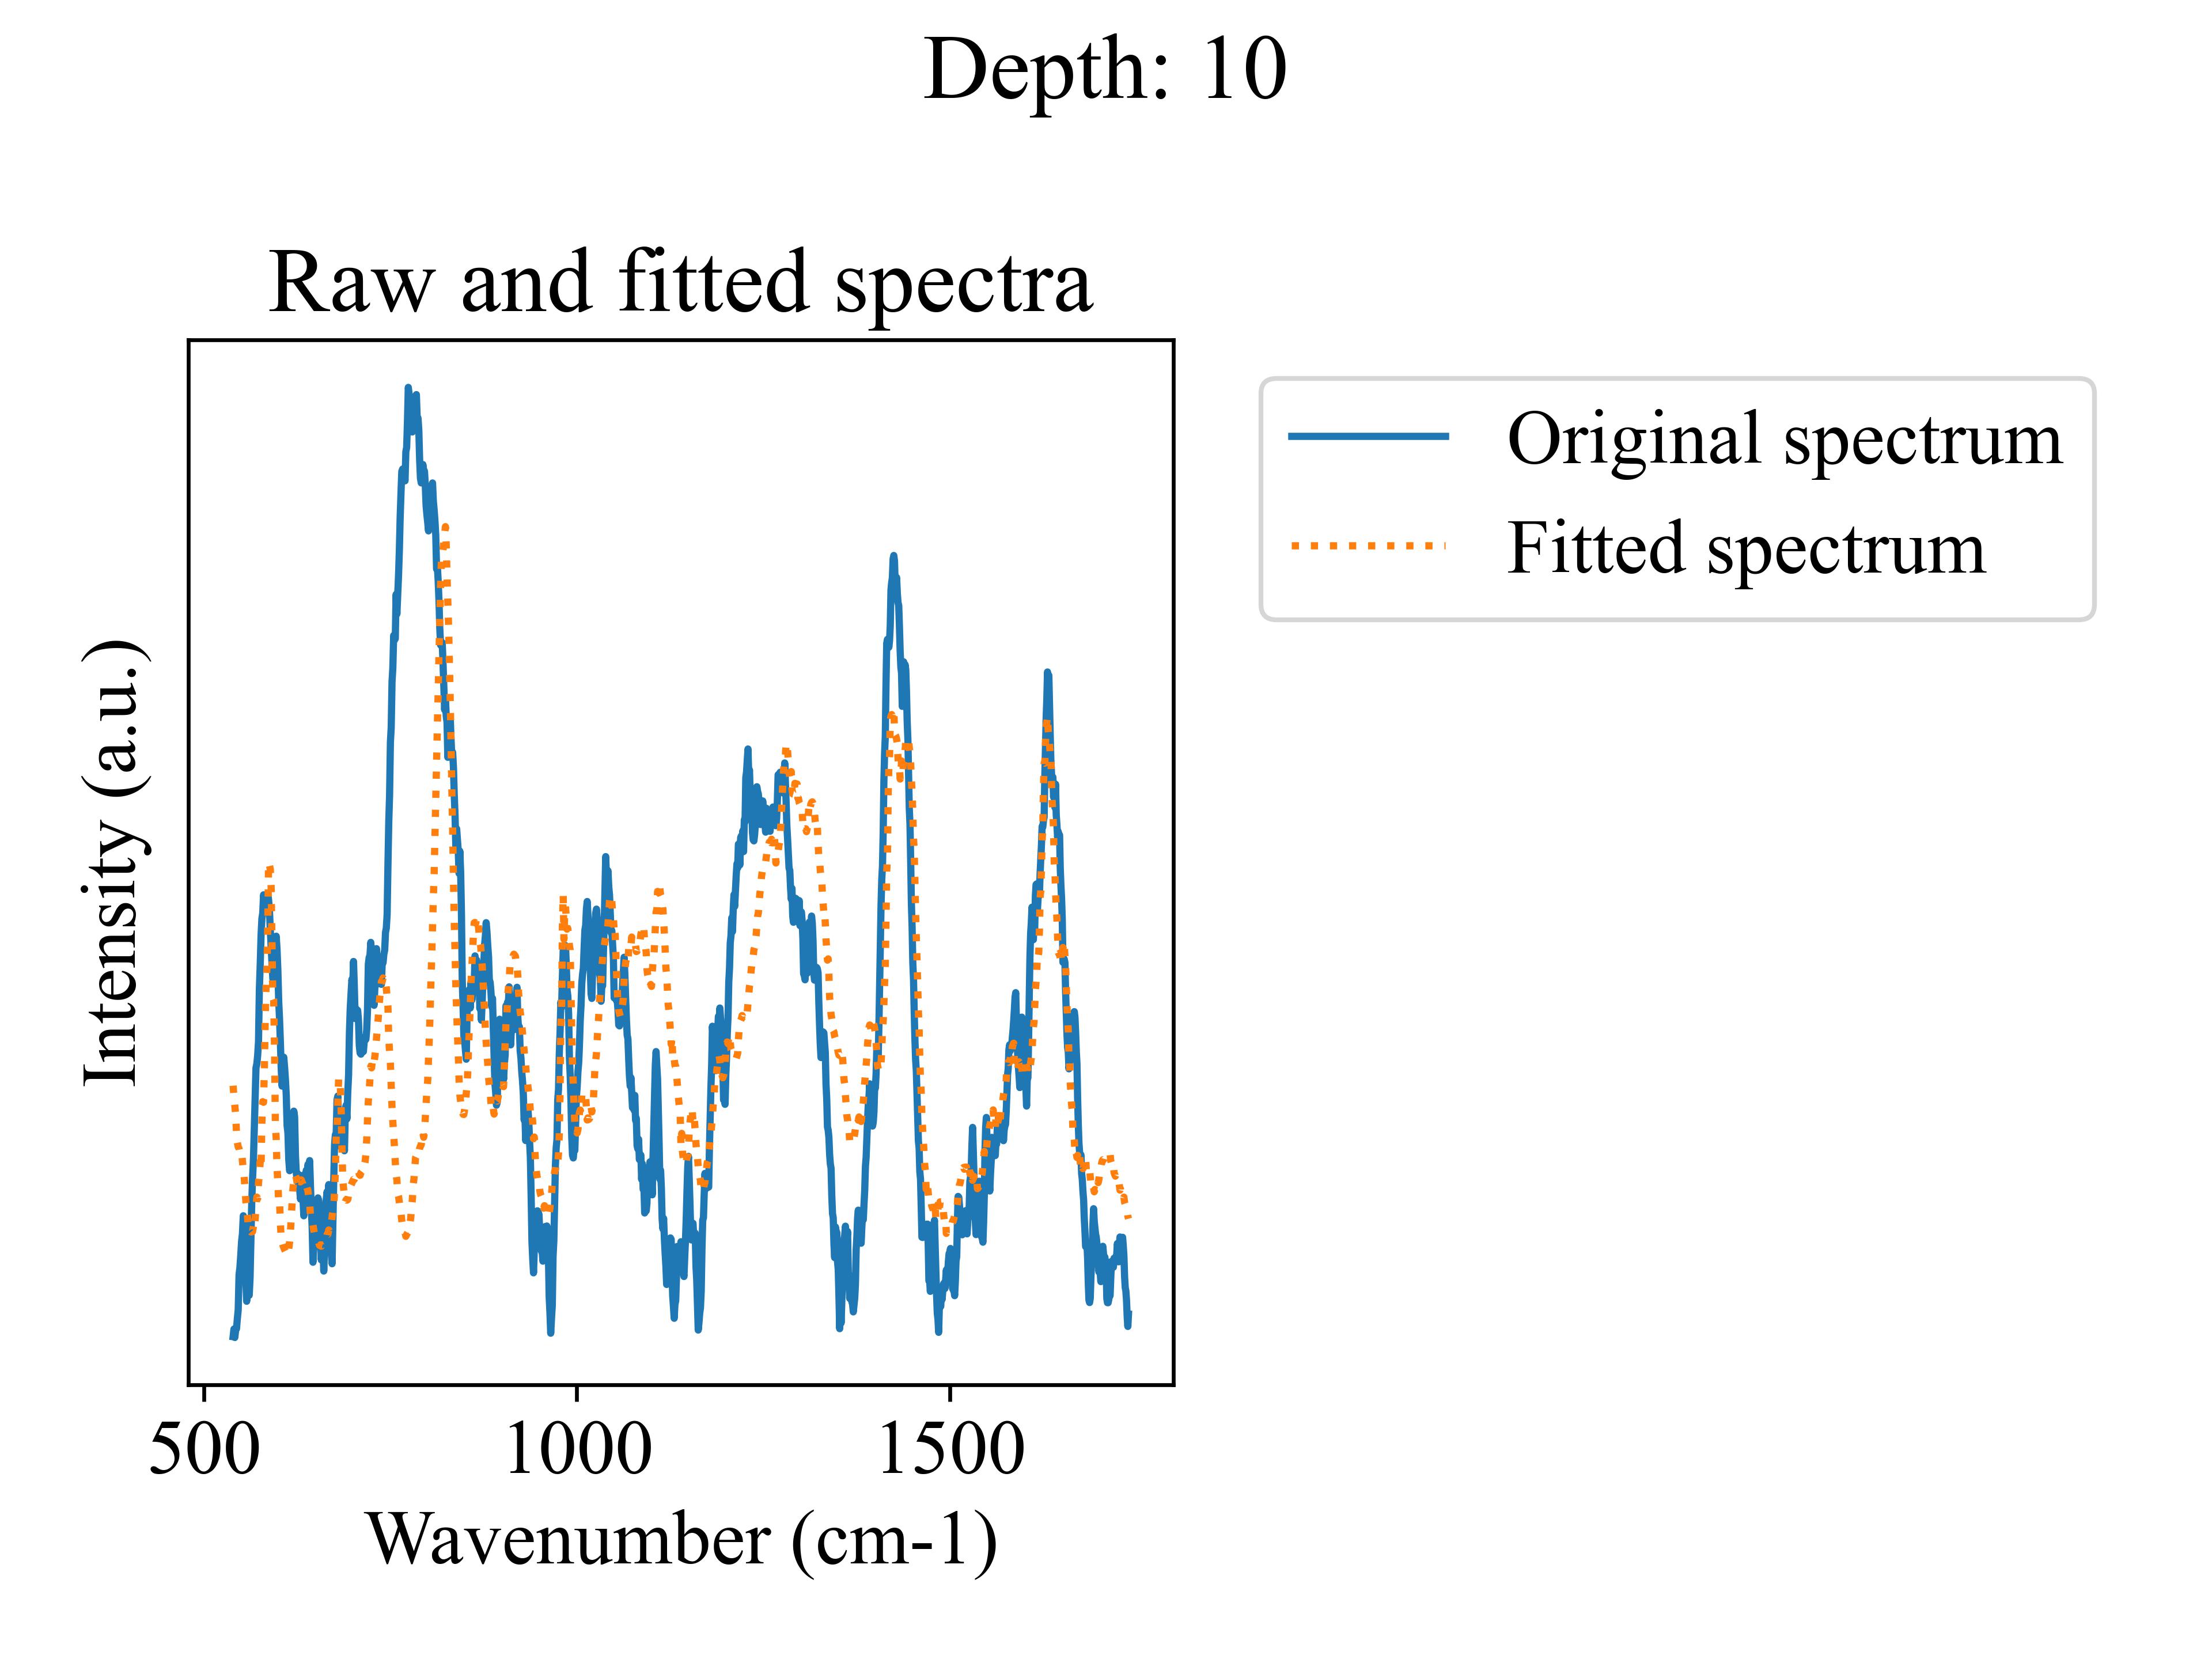 Depth: 10
Raw and fitted spectra
Original spectrum
Fitted spectrum
Intensity (a.u.)
500 1000 1500
Wavenumber (cm-1)